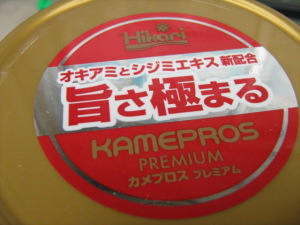 Hikari
オキアミとシジミエキス 新配合
旨さ極まる
KAMEPROS
PREMIUM
カメプロス プレミアム